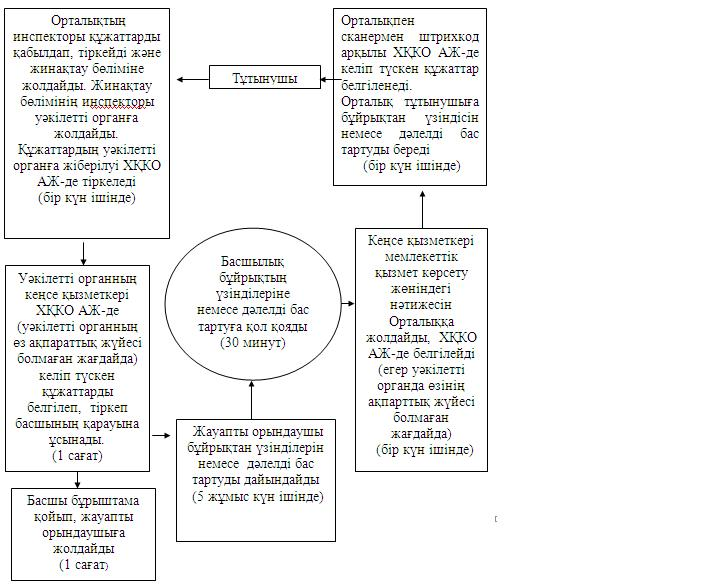 Орталықтың
инспекторы құжаттарды
қабылдап, тіркейді және
жинақтау бөліміне
жолдайды. Жинақтау
бөлімінің инспекторы
уәкілетті органға
жолдайды.
Құжаттардың уәкілетті
органға жіберілуі ХҚКО
АЖ-де тіркеледі
(бір күн ішінде)
Тұтынушы
Орталықпен
сканермен штрихкод
арқылы ХҚКО АЖ-де
келіп түскен құжаттар
белгіленеді.
Орталық тұтынушыға
бұйрықтан үзіндісін
немесе дәлелді бас
тартуды береді
(бір күн ішінде)
Уәкілетті органның
кеңсе қызметкері
ХҚКО АЖ-де
(уәкілетті органның
өз ақпараттық жүйесі
болмаған жағдайда)
келіп түскен
құжаттарды
белгілеп, тіркеп
басшының қарауына
ұсынады.
(1 сағат)
Басшылық
бұйрықтың
үзінділеріне
немесе дәлелді бас
тартуға қол қояды
(30 минут)
Кеңсе қызметкері
мемлекеттік
қызмет көрсету
жөніндегі
нәтижесін
Орталыққа
жолдайды, ХҚКО
АЖ-де белгілейді
(егер уәкілетті
органда өзінің
ақпарттық жүйесі
болмаған
жағдайда)
(бір күн ішінде)
Жауапты орындаушы
бұйрықтан үзінділерін
немесе дәлелді бас
тартуды дайындайды
(5 жұмыс күн ішінде)
Басшы бұрыштама
қойып, жауапты
орындаушыға
жолдайды
(1 сағат)